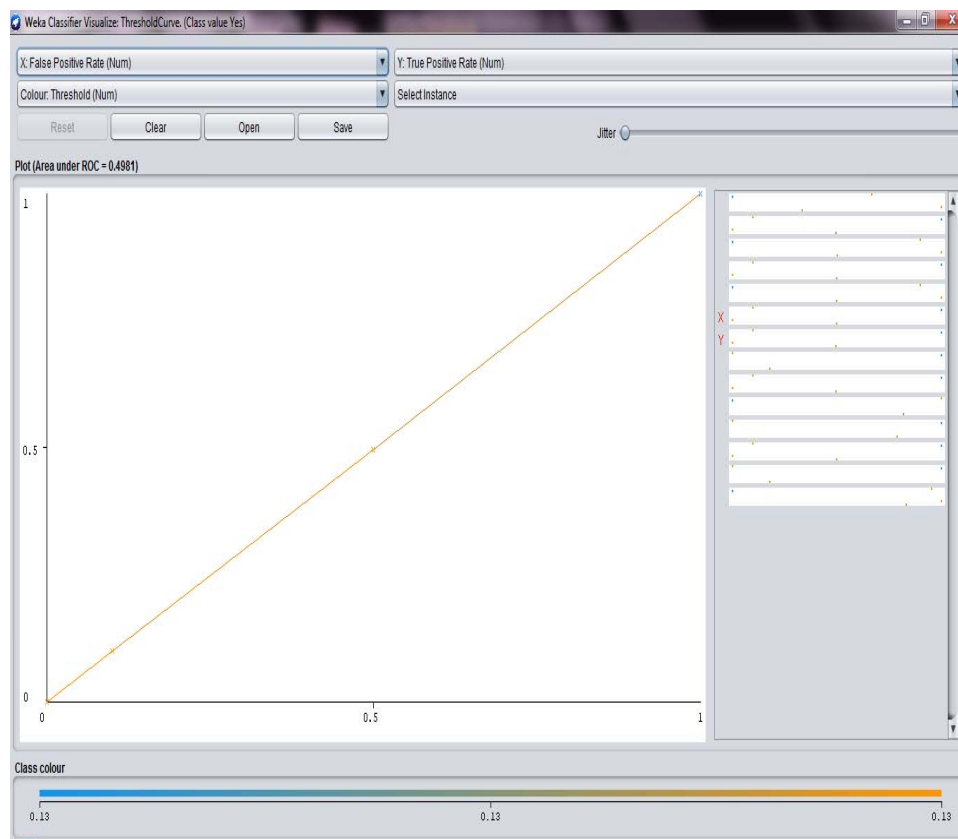 Weka Classifier Visualize: ThresholdCurve. (Class value Yes)
X: False Positive Rate (Num)
Y: True Positive Rate (Num)
Colour: Threshold (Num)
Select Instance
Reset
Clear
Open
Save
Jitter
Plot (Area under ROC = 0.4981)
1
0.5
0
0
0.5
1
X
Y
Class colour
0.13
0.13
0.13